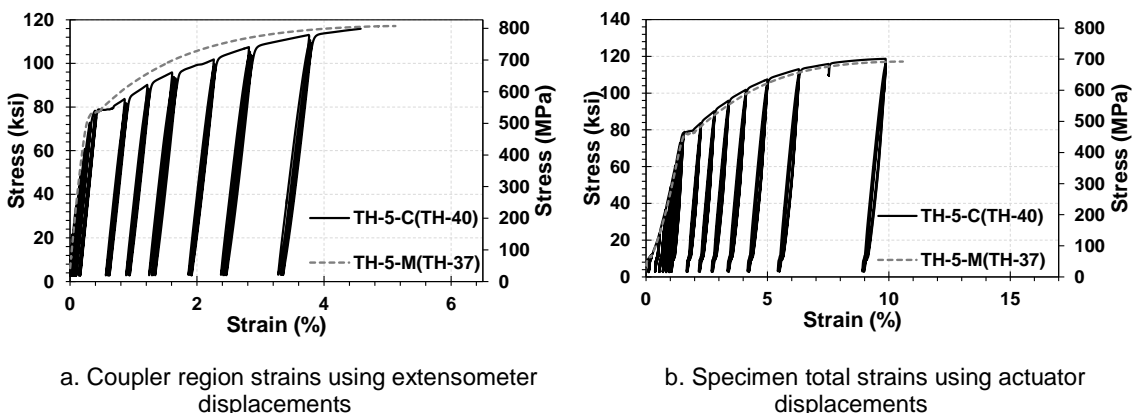 120
100
80
60
40
20
0
Stress (ksi)
800
700
600
500
400
300
200
100
0
Stress (MPa)
TH-5-C(TH-40)
TH-5-M(TH-37)
0 2 4 6
Strain (%)
a. Coupler region strains using extensometer
displacements
140
120
100
80
60
40
20
0
Stress (ksi)
800
700
600
500
400
300
200
100
0
Stress (MPa)
TH-5-C(TH-40)
TH-5-M(TH-37)
0 5 10 15
Strain (%)
b. Specimen total strains using actuator
displacements